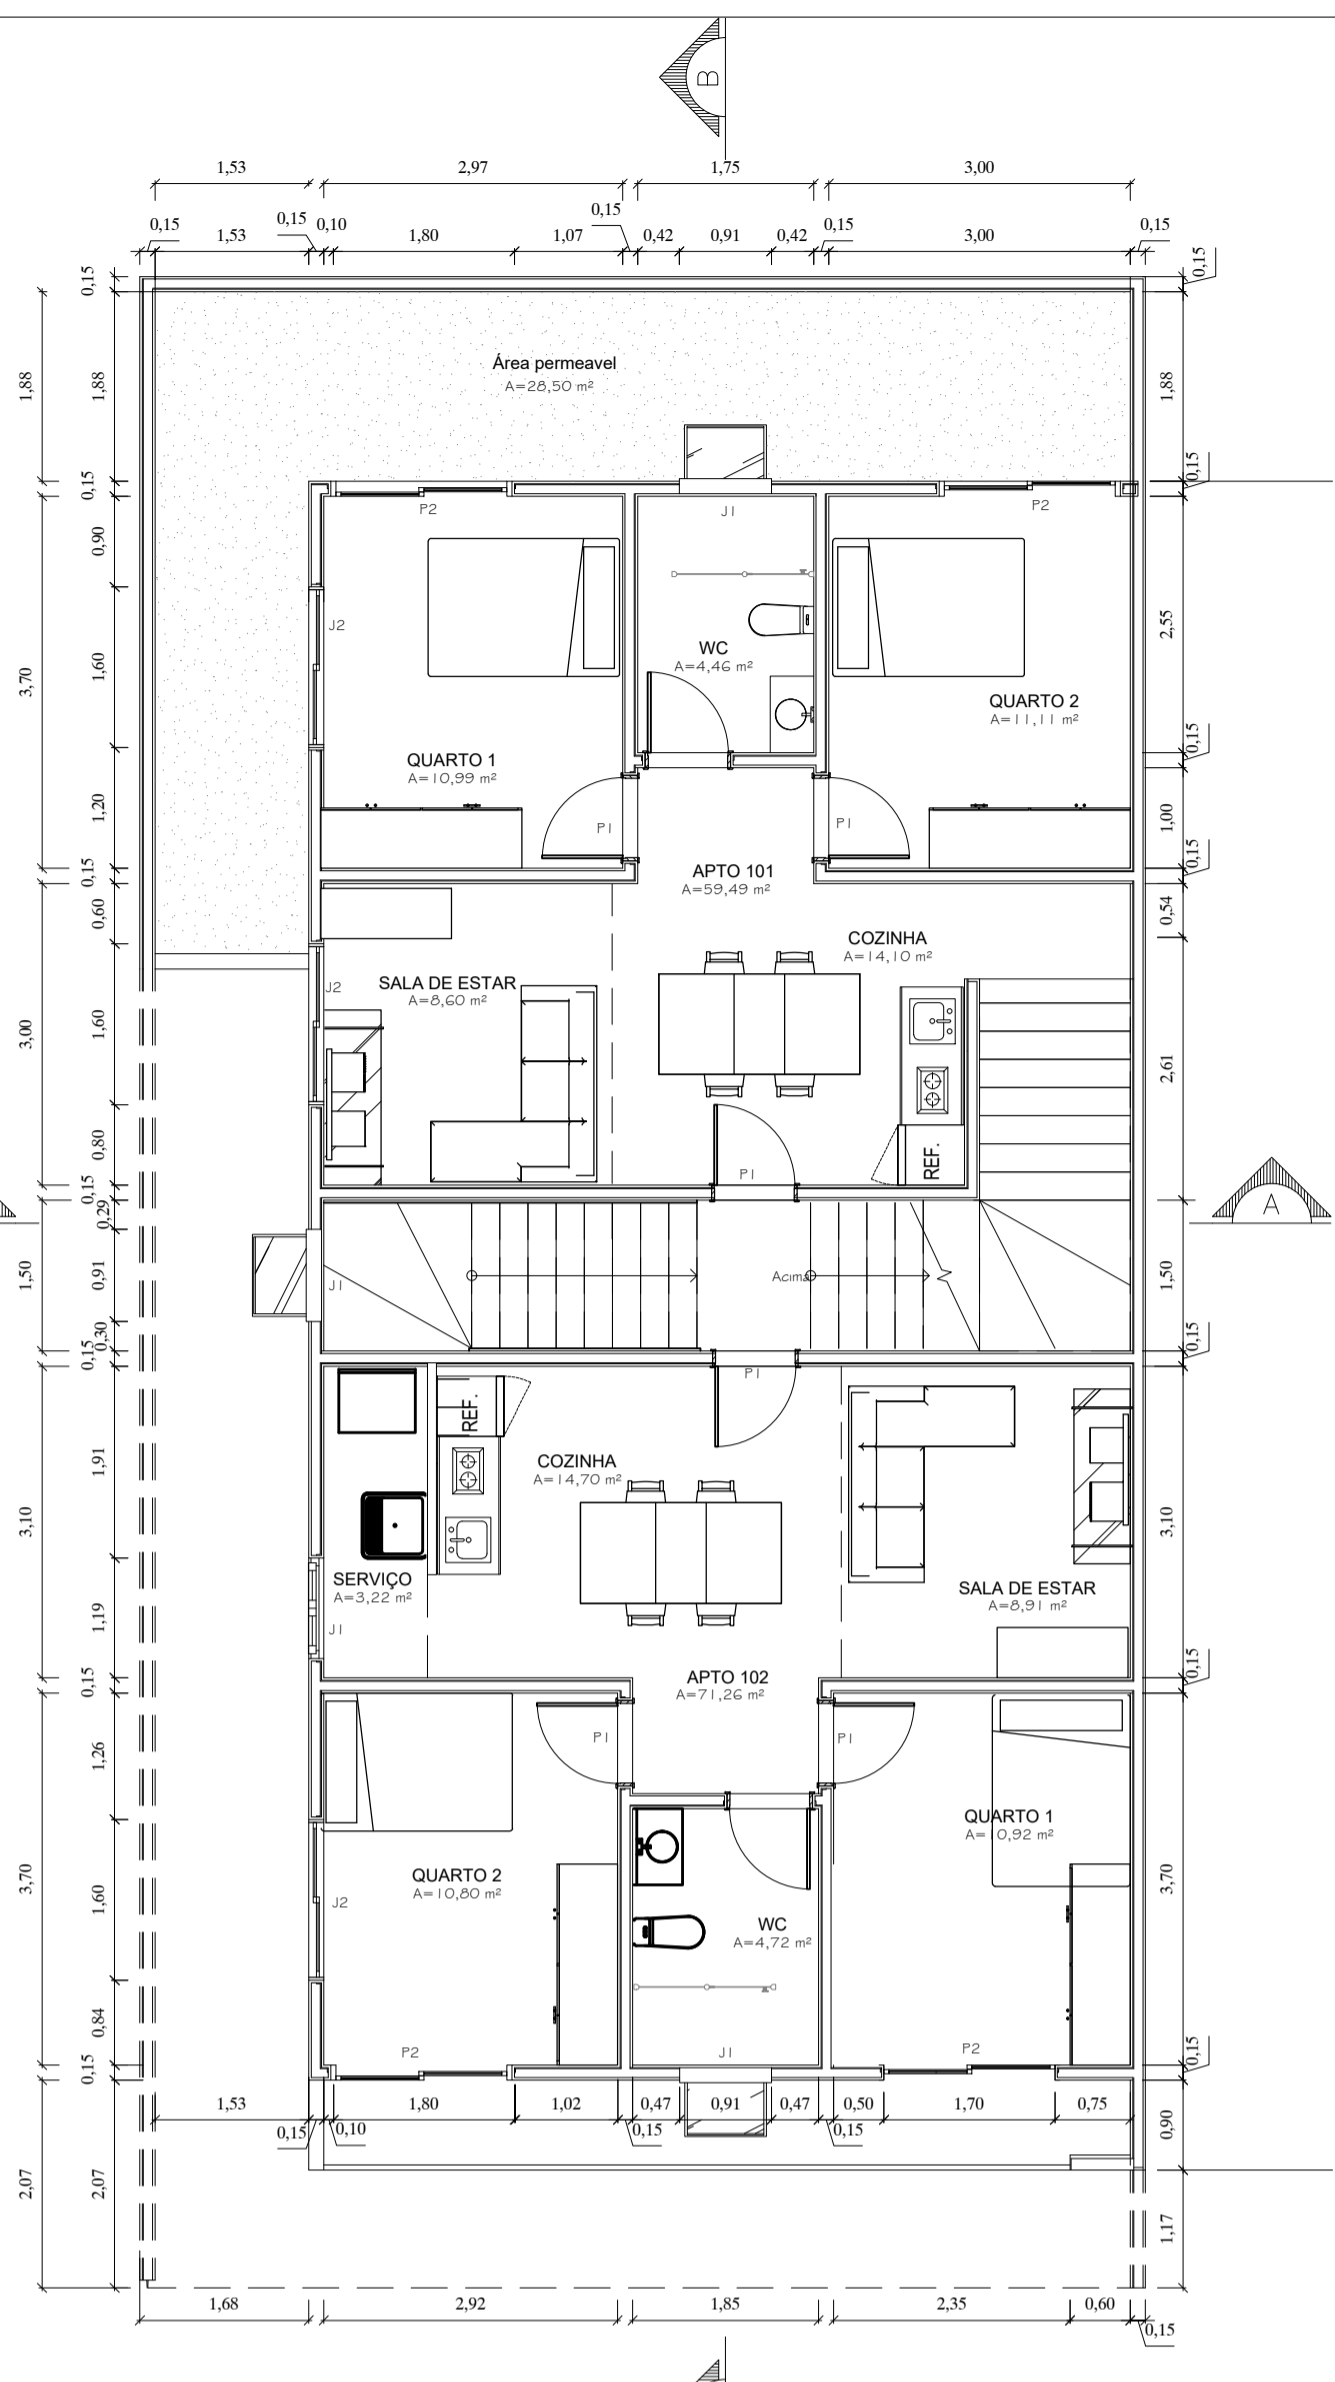 B
1,53 2,97 1,75 3,00
0,15 1,53 0,15 0,10 1,80 1,07 0,15 0,42 0,91 0,42 0,15 3,00 0,15
0,15 0,15
1,88 1,88 1,88
Área permeavel
A=28,50 m²
0,15 0,15
P2 J1 P2
0,90
J2
2,55
WC
A=4,46 m²
3,70 1,60
QUARTO 2
A=11,11 m²
0,15
QUARTO 1
A=10,99 m²
1,20 1,00
P1 P1
0,15 0,15
APTO 101
A=59,49 m²
0,60 0,54
COZINHA
A=14,10 m²
J2
SALA DE ESTAR
A=8,60 m²
3,00 1,60 2,61
0,80
REF.
P1
0,15
0,29
A
1,50 0,91 1,50
J1 Acima
0,30
0,15 0,15
P1
REF.
COZINHA
A=14,70 m²
1,91
3,10 3,10
SERVIÇO
A=3,22 m²
SALA DE ESTAR
A=8,91 m²
1,19
J1
0,15 0,15
APTO 102
A=71,26 m²
P1 P1
1,26
QUARTO 1
A=10,92 m²
QUARTO 2
A=10,80 m²
3,70 1,60 3,70
J2
WC
A=4,72 m²
0,84
P2 J1 P2
0,15 0,15
1,53 1,80 1,02 0,47 0,91 0,47 0,50 1,70 0,75
0,15 0,10 0,15 0,15
0,90
2,07 2,07
1,17
1,68 2,92 1,85 2,35 0,60
0,15